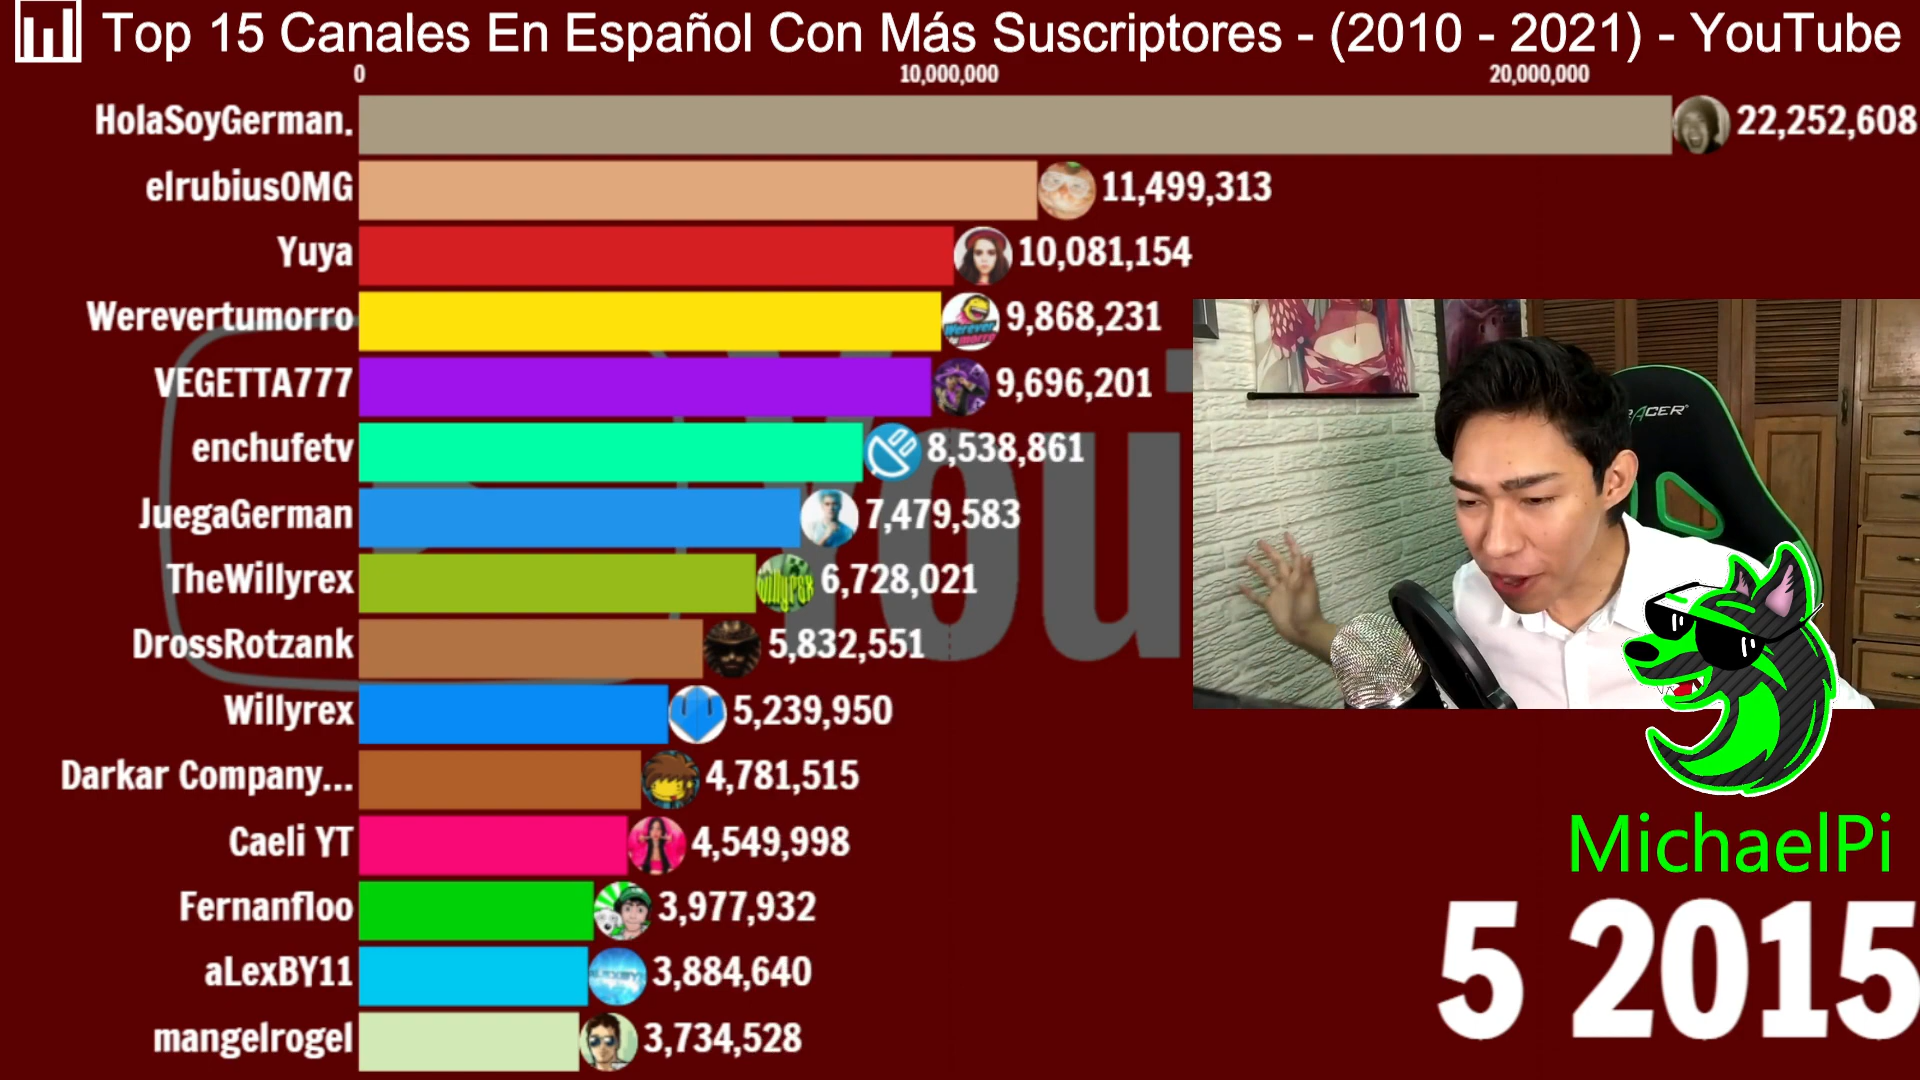 Top 15 Canales En Español Con Más Suscriptores - (2010 - 2021) - YouTube
0 10,000,000 20,000,000
HolaSoyGerman. 22,252,608
elrubiusOMG 11,499,313
Yuya 10,081,154
Werevertumorro 9,868,231
VEGETTA777 9,696,201
enchufetv 8,538,861
JuegaGerman 7,479,583
TheWillyrex 6,728,021
DrossRotzank 5,832,551
Willyrex 5,239,950
Darkar Company... 4,781,515
Caeli YT 4,549,998
Fernanfloo 3,977,932
aLexBY11 3,884,640
mangelrogel 3,734,528
You
MichaelPi
5 2015